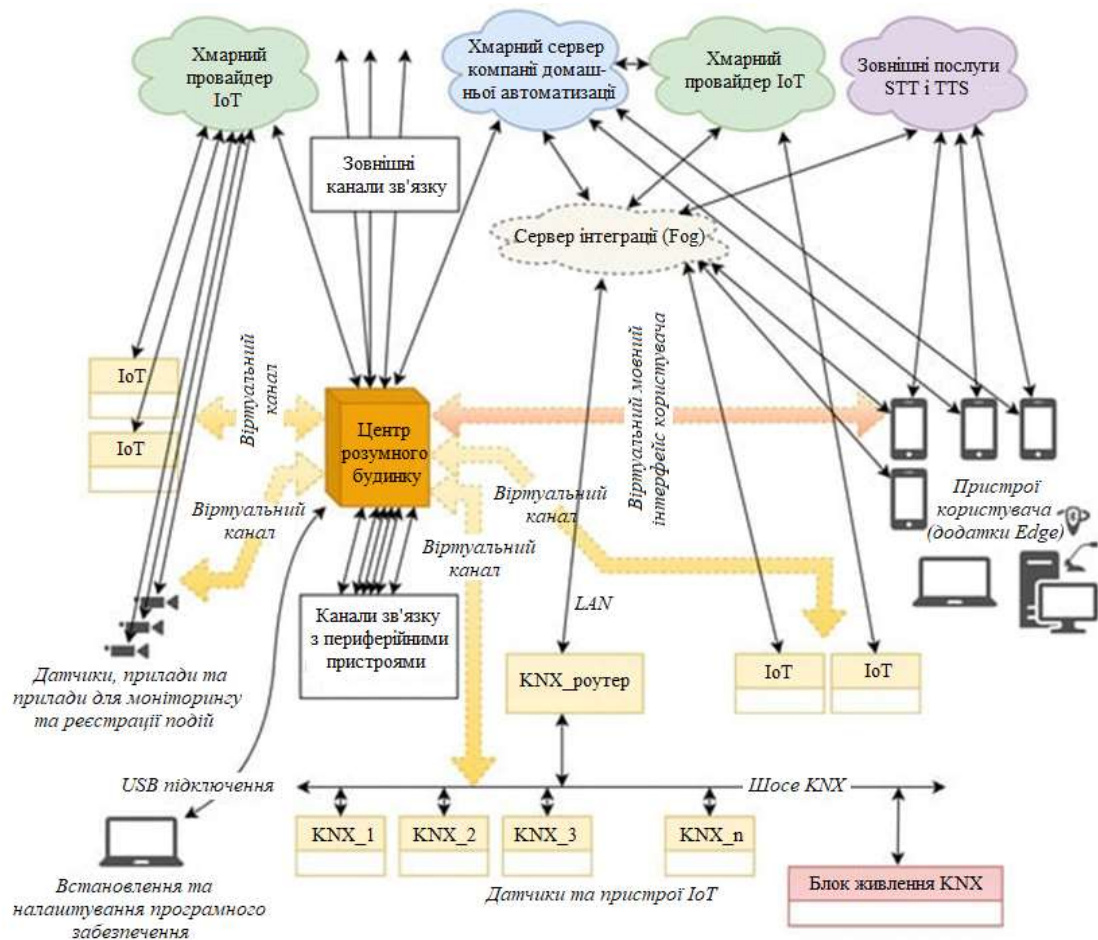 Хмарний
провайдер
IoT
Хмарний сервер
компанії домаш-
ньої автоматизації
Хмарний
провайдер IoT
Зовнішні послуги
STT і TTS
Зовнішні
канали зв'язку
Сервер інтеграції (Fog)
IoT
IoT
Віртуальний
канал
Центр
розумного
будинку
Віртуальний мовний
інтерфейс користувача
Віртуальний
канал
Віртуальний
канал
Віртуальний
канал
Пристрої
користувача
(додатки Edge)
LAN
Канали зв'язку
з периферійними
пристроями
Датчики, прилади та
прилади для моніторингу
та реєстрації подій
KNX_роутер
IoT
IoT
USB підключення
Шосе KNX
KNX_1
KNX_2
KNX_3
KNX_n
Датчики та пристрої IoT
Блок живлення KNX
Встановлення та
налаштування програмного
забезпечення